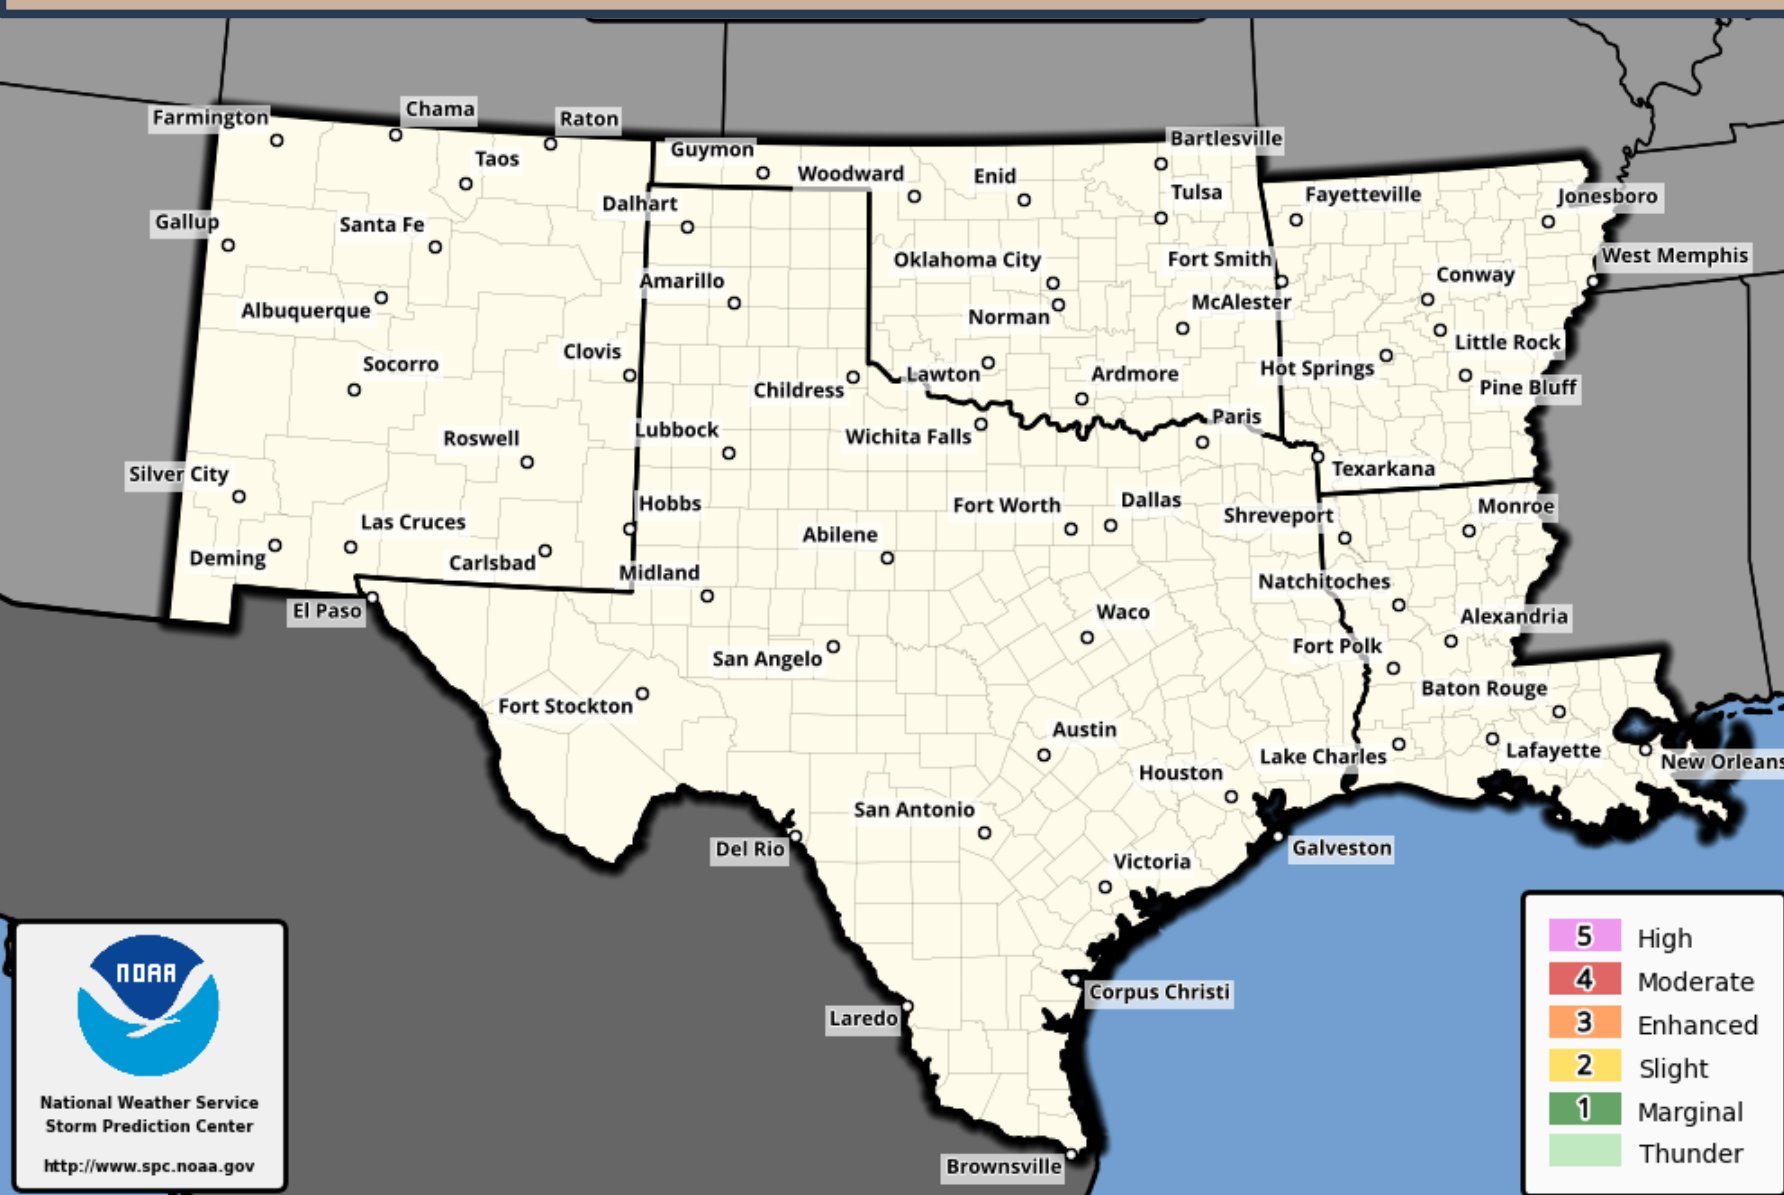 Farmington
Chama
Raton
Taos
Guymon
Woodward
Enid
Bartlesville
Tulsa
Fayetteville
Jonesboro
Gallup
Santa Fe
Dalhart
Oklahoma City
Fort Smith
West Memphis
Amarillo
Conway
Albuquerque
Norman
McAlester
Little Rock
Socorro
Clovis
Childress
Lawton
Ardmore
Hot Springs
Pine Bluff
Roswell
Lubbock
Wichita Falls
Paris
Texarkana
Silver City
Hobbs
Fort Worth
Dallas
Shreveport
Monroe
Las Cruces
Abilene
Deming
Carlsbad
Midland
Natchitoches
El Paso
Waco
Alexandria
San Angelo
Fort Polk
Fort Stockton
Baton Rouge
Austin
Lake Charles
Lafayette
New Orleans
Houston
San Antonio
Del Rio
Galveston
Victoria
Corpus Christi
Laredo
Brownsville
NOAA
National Weather Service
Storm Prediction Center
http://www.spc.noaa.gov
5 High
4 Moderate
3 Enhanced
2 Slight
1 Marginal
Thunder